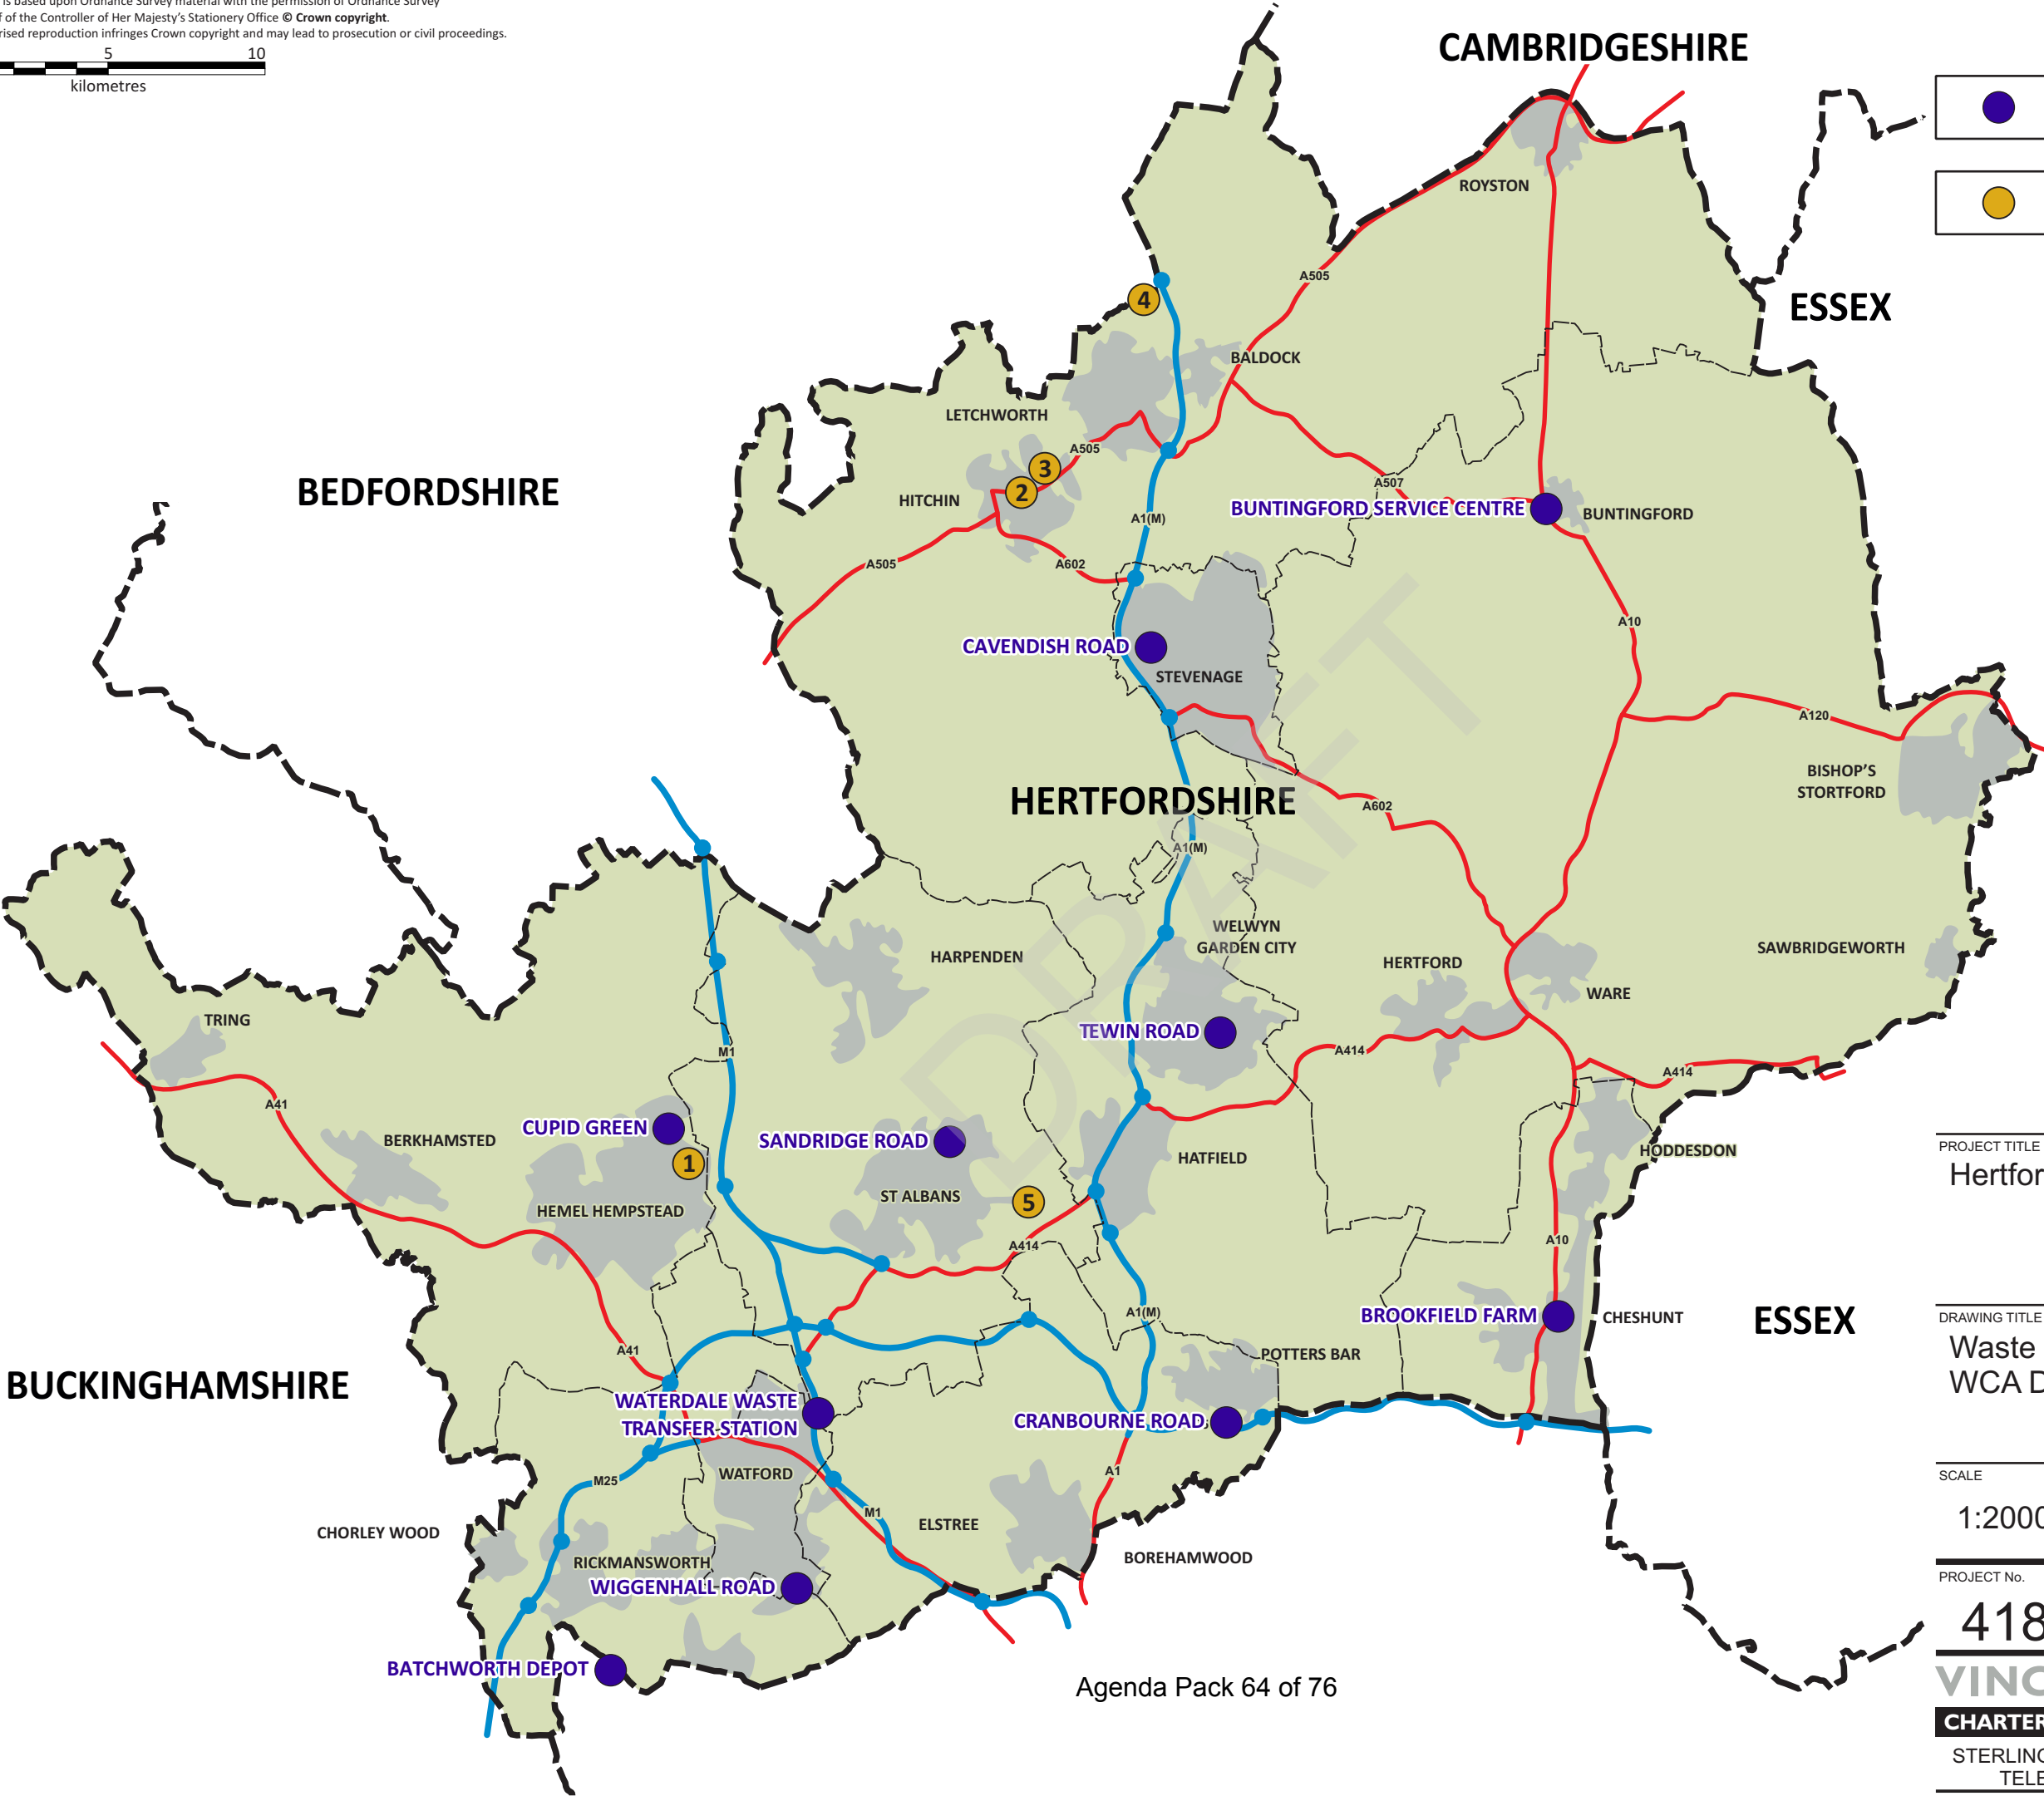 is based upon Ordnance Survey material with the permission of Ordnance Survey
of the Controller of Her Majesty's Stationery Office © Crown copyright.
rised reproduction infringes Crown copyright and may lead to prosecution or civil proceedings.
5 10
kilometres
CAMBRIDGESHIRE
ROYSTON
A505
ESSEX
4
BALDOCK
LETCHWORTH
A505
3
2
HITCHIN
BEDFORDSHIRE
A507
A1(M)
BUNTINGFORD SERVICE CENTRE
BUNTINGFORD
A505
A602
A10
CAVENDISH ROAD
STEVENAGE
A120
BISHOP'S
STORTFORD
HERTFORDSHIRE
A602
A1(M)
DRAFT
WELWYN
GARDEN CITY
HARPENDEN
HERTFORD
SAWBRIDGEWORTH
WARE
TRING
TEWIN ROAD
M1
A414
A414
A41
CUPID GREEN
BERKHAMSTED
SANDRIDGE ROAD
1
HATFIELD
HODDESDON
ST ALBANS
5
HEMEL HEMPSTEAD
A414
A10
A1(M)
BROOKFIELD FARM
CHESHUNT
ESSEX
A41
POTTERS BAR
BUCKINGHAMSHIRE
WATERDALE WASTE
TRANSFER STATION
CRANBOURNE ROAD
WATFORD
A1
M25
M1
ELSTREE
CHORLEY WOOD
BOREHAMWOOD
RICKMANSWORTH
WIGGENHALL ROAD
BATCHWORTH DEPOT
Agenda Pack 64 of 76
PROJECT TITLE
Hertfor
DRAWING TITLE
Waste
WCA D
SCALE
1:2000
PROJECT No.
418
VINC
CHARTER
STERLING
TELE